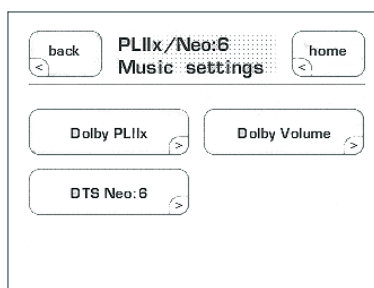 back
PLIIx/Neo:6
Music settings
home
<
<
Dolby PLIIx
>
Dolby Volume
>
DTS Neo:6
>